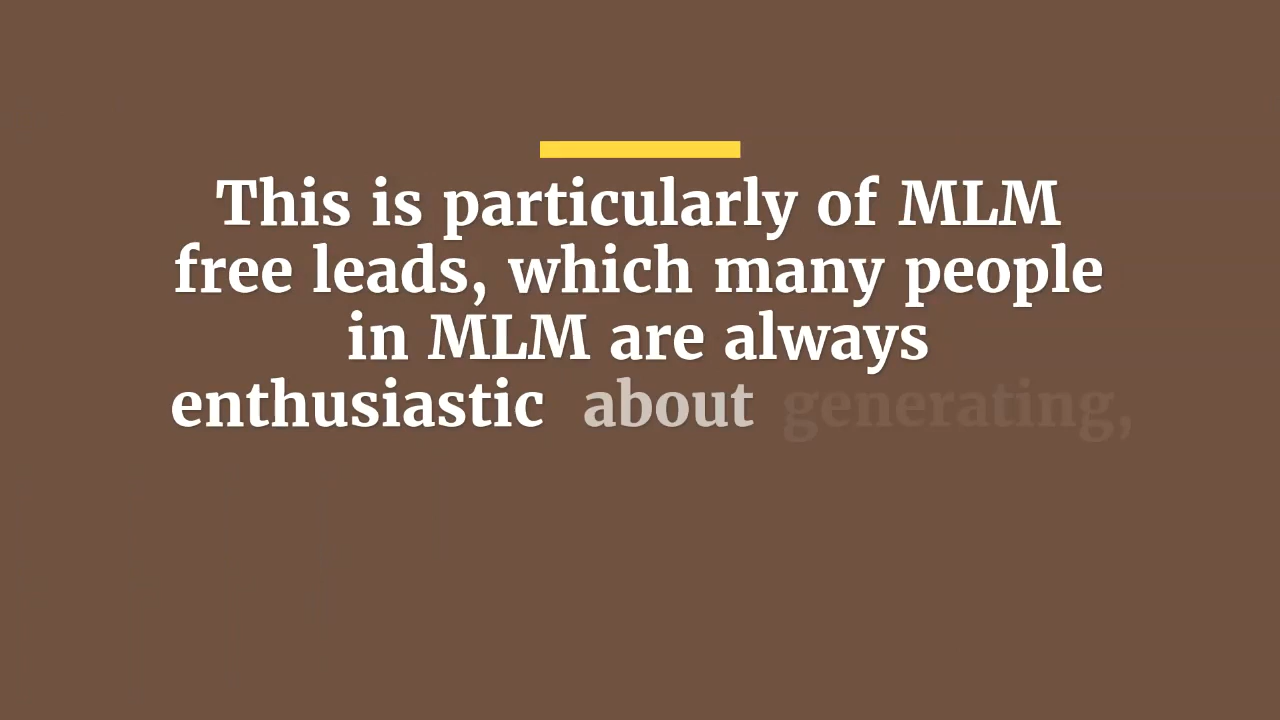 This is particularly of MLM
free leads, which many people
in MLM are always
enthusiastic about generating,